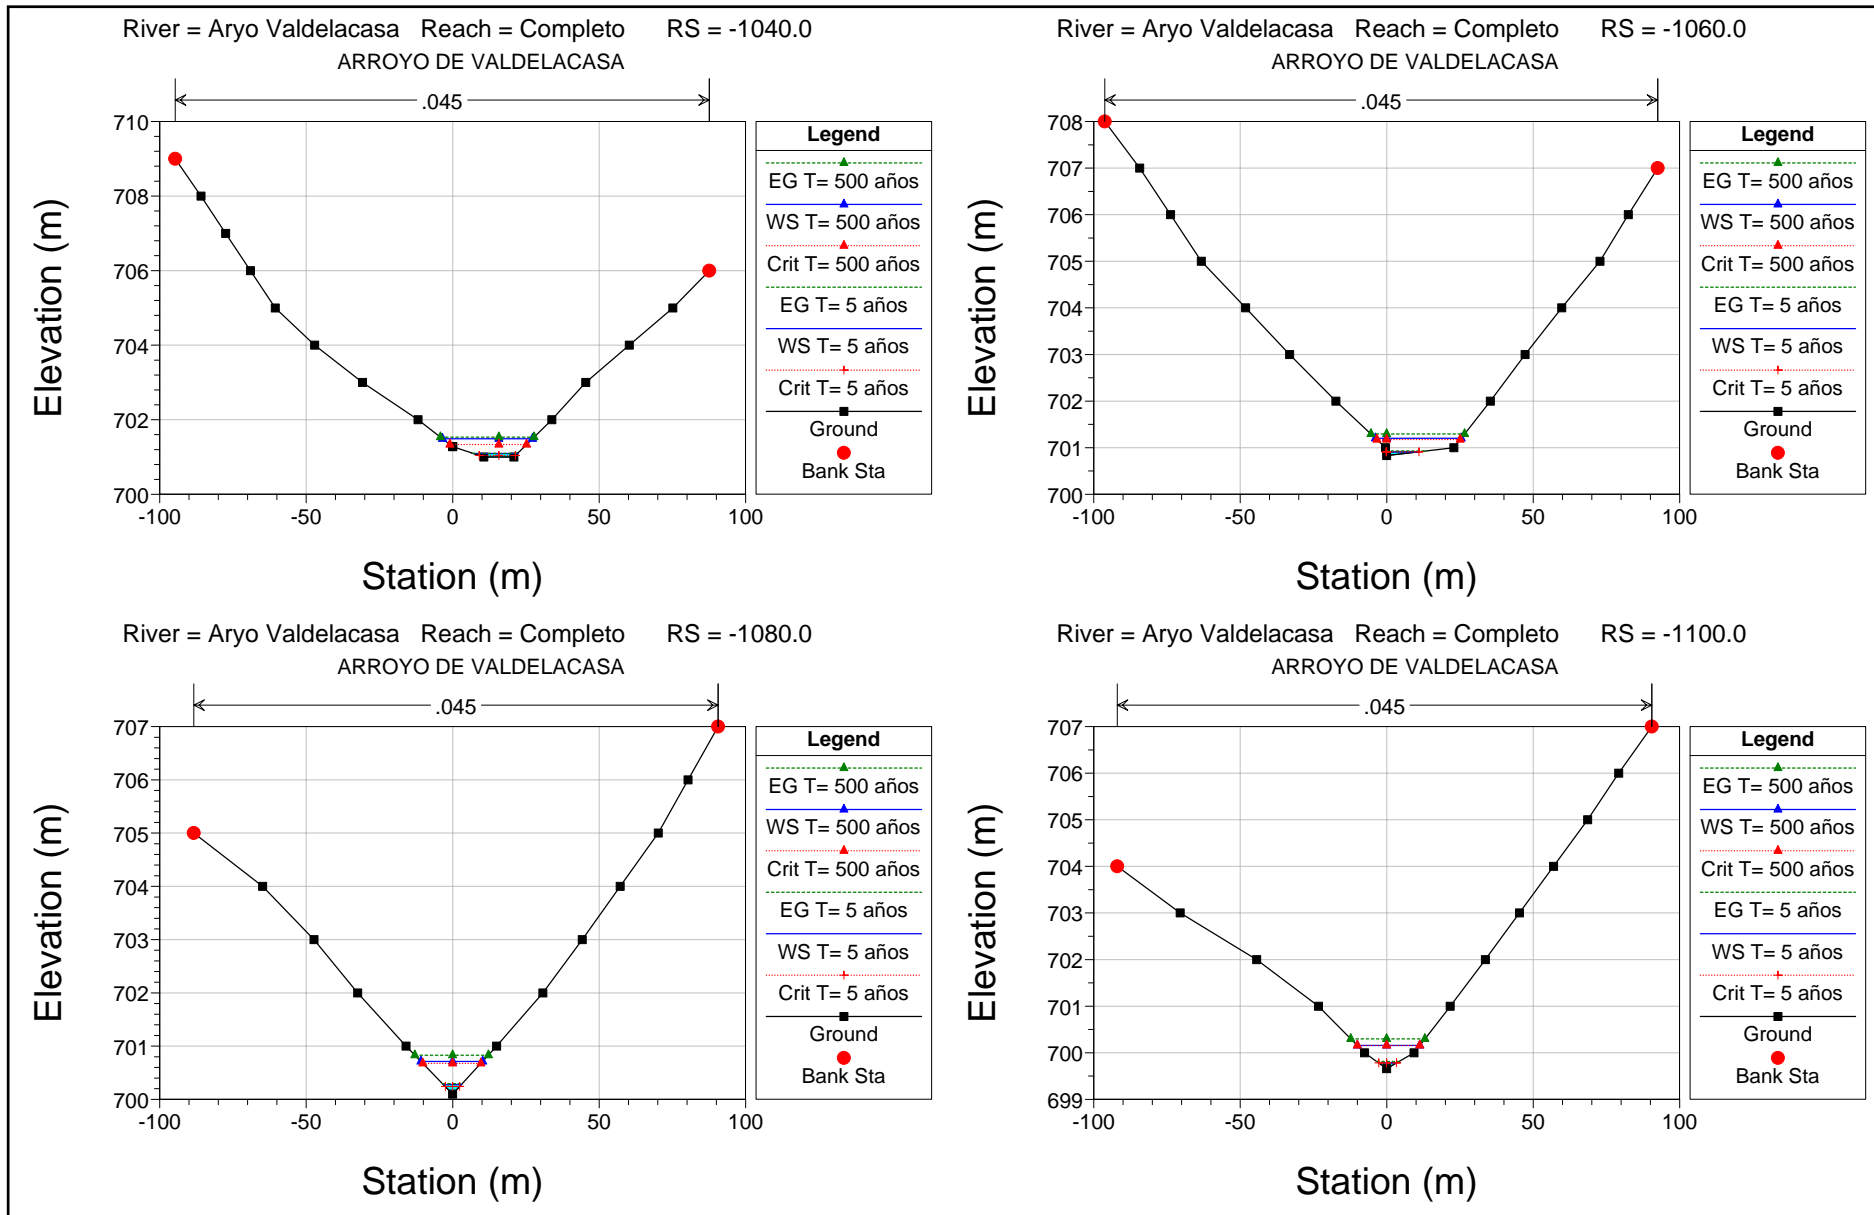 River = Aryo Valdelacasa Reach = Completo RS = -1040.0
ARROYO DE VALDELACASA
.045
710
708
706
704
702
700
-100
-50
0
50
100
Elevation (m)
Station (m)
Legend
EG T= 500 años
WS T= 500 años
Crit T= 500 años
EG T= 5 años
WS T= 5 años
Crit T= 5 años
Ground
Bank Sta
River = Aryo Valdelacasa Reach = Completo RS = -1060.0
ARROYO DE VALDELACASA
.045
708
707
706
705
704
703
702
701
700
-100
-50
0
50
100
Elevation (m)
Station (m)
Legend
EG T= 500 años
WS T= 500 años
Crit T= 500 años
EG T= 5 años
WS T= 5 años
Crit T= 5 años
Ground
Bank Sta
River = Aryo Valdelacasa Reach = Completo RS = -1080.0
ARROYO DE VALDELACASA
.045
707
706
705
704
703
702
701
700
-100
-50
0
50
100
Elevation (m)
Station (m)
Legend
EG T= 500 años
WS T= 500 años
Crit T= 500 años
EG T= 5 años
WS T= 5 años
Crit T= 5 años
Ground
Bank Sta
River = Aryo Valdelacasa Reach = Completo RS = -1100.0
ARROYO DE VALDELACASA
.045
707
706
705
704
703
702
701
700
699
-100
-50
0
50
100
Elevation (m)
Station (m)
Legend
EG T= 500 años
WS T= 500 años
Crit T= 500 años
EG T= 5 años
WS T= 5 años
Crit T= 5 años
Ground
Bank Sta